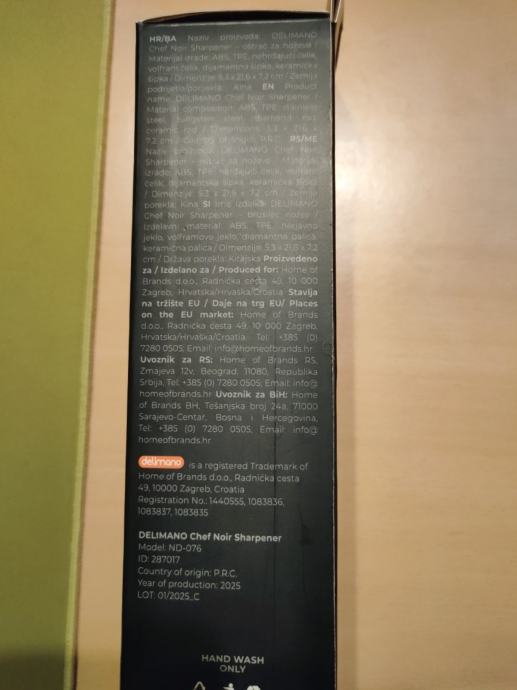 HR/BA Naziv proizvoda: DELIMANO
Chef Noir Sharpener - oštrač za noževe /
Materijal izrade: ABS, TPE, nehrđajući čelik,
volfram čelik, dijamantna šipka, keramička
šipka / Dimenzije: 5,3 x 21,6 x 7,2 cm / Zemlja
podrijetla/porijekla: Kina EN Product
name: DELIMANO Chef Noir Sharpener /
Material composition: ABS, TPE, stainless
steel, tungsten steel, diamond rod,
ceramic rod / Dimensions: 5.3 x 21.6 x
7.2 cm / Country of origin: P.R.C. RS/ME
Naziv proizvoda: DELIMANO Chef Noir
Sharpener - oštrač za noževe / Materijal
izrade: ABS, TPE, nerđajući čelik, volfram
čelik, dijamantska šipka, keramička šipka
/ Dimenzije: 5.3 x 21,6 x 7.2 cm / Zemlja
porekla: Kina SI Ime izdelka: DELIMANO
Chef Noir Sharpener - brusilec nožev /
Izdelavni material: ABS, TPE, nerjavno
jeklo, volframovo jeklo, diamantna palica,
keramična palica / Dimenzije: 5,3 x 21,6 x 7,2
cm / Država porekla: Kitajska Proizvedeno
za / Izdelano za / Produced for: Home of
Brands d.o.o., Radnička cesta 49, 10 000
Zagreb, Hrvatska/Hrvaška/Croatia Stavlja
na tržište EU / Daje na trg EU/ Places
on the EU market: Home of Brands
d.o.o., Radnička cesta 49, 10 000 Zagreb,
Hrvatska/Hrvaška/Croatia. Tel: +385 (0)
7280 0505; Email: info@homeofbrands.hr
Uvoznik za RS: Home of Brands RS,
Zmajeva 12v, Beograd, 11080, Republika
Srbija, Tel: +385 (0) 7280 0505; Email: info@
homeofbrands.hr Uvoznik za BiH: Home
of Brands BH, Tešanjska broj 24a, 71000
Sarajevo-Centar, Bosna i Hercegovina,
Tel: +385 (0) 7280 0505; Email: info@
homeofbrands.hr
delimano is a registered Trademark of
Home of Brands d.o.o., Radnička cesta
49, 10000 Zagreb, Croatia
Registration No.: 1440555, 1083836,
1083837, 1083835
DELIMANO Chef Noir Sharpener
Model: ND-076
ID: 287017
Country of origin: P.R.C.
Year of production: 2025
LOT: 01/2025_C
HAND WASH
ONLY